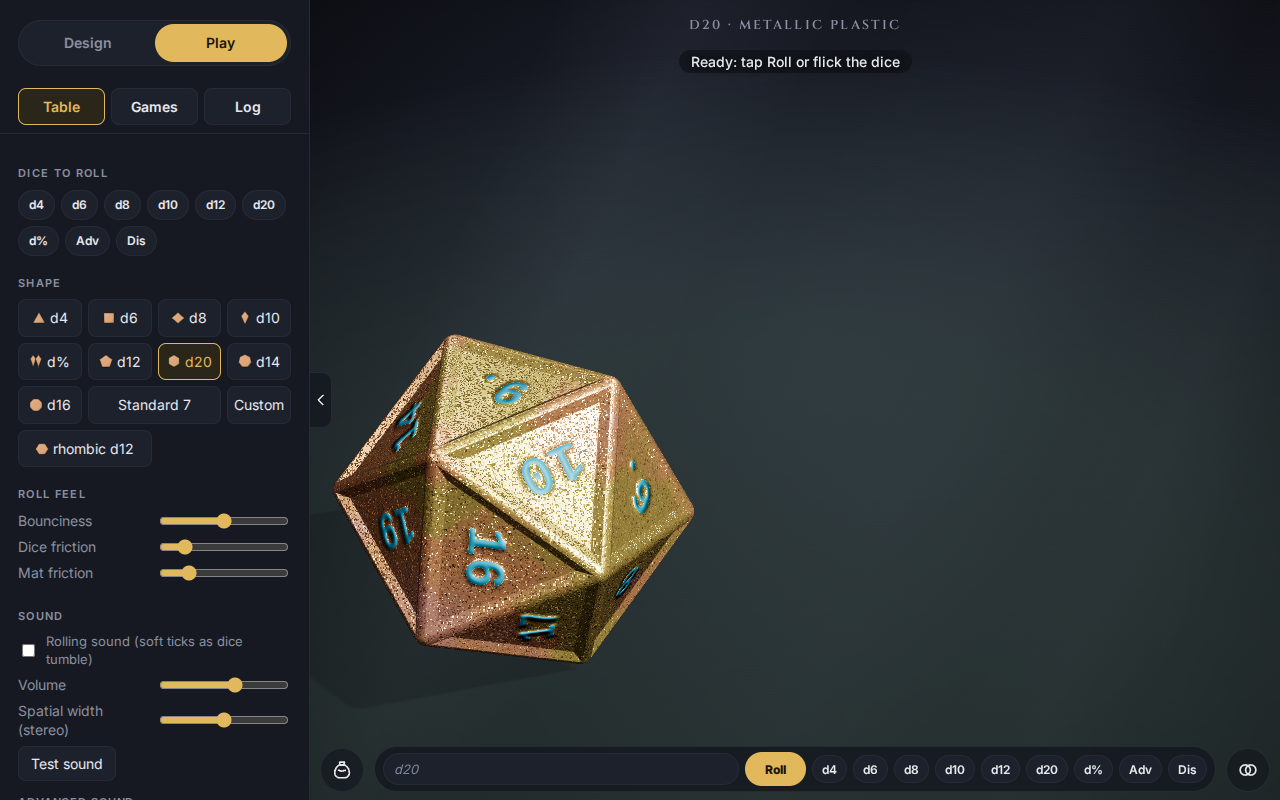 Design Play
Table Games Log
DICE TO ROLL
d4 d6 d8 d10 d12 d20
d% Adv Dis
SHAPE
d4 d6 d8 d10
d% d12 d20 d14
d16 Standard 7 Custom
rhombic d12
ROLL FEEL
Bounciness
Dice friction
Mat friction
SOUND
Rolling sound (soft ticks as dice
tumble)
Volume
Spatial width
(stereo)
Test sound
D20 · METALLIC PLASTIC
Ready: tap Roll or flick the dice
10
16
19
17
d20 Roll d4 d6 d8 d10 d12 d20 d% Adv Dis